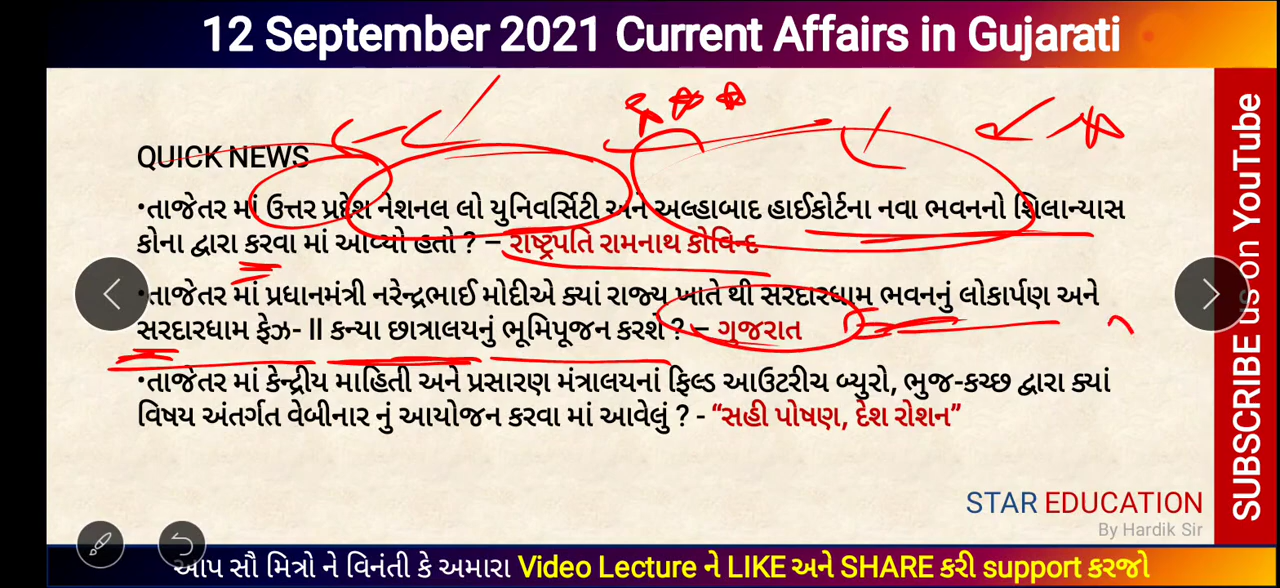 12 September 2021 Current Affairs in Gujarati
QUICK NEWS
•તાજેતર માં ઉત્તર પ્રદેશ નેશનલ લો યુનિવર્સિટી અને અલ્હાબાદ હાઈકોર્ટના નવા ભવનનો શિલાન્યાસ
કોના દ્વારા કરવા માં આવ્યો હતો ? – રાષ્ટ્રપતિ રામનાથ કોવિન્દ
•તાજેતર માં પ્રધાનમંત્રી નરેન્દ્રભાઈ મોદીએ ક્યાં રાજ્ય ખાતે થી સરદારધામ ભવનનું લોકાર્પણ અને
સરદારધામ ફેઝ- II કન્યા છાત્રાલયનું ભૂમિપૂજન કરશે ? – ગુજરાત
•તાજેતર માં કેન્દ્રીય માહિતી અને પ્રસારણ મંત્રાલયનાં ફિલ્ડ આઉટરીચ બ્યુરો, ભુજ-કચ્છ દ્વારા ક્યાં
વિષય અંતર્ગત વેબીનાર નું આયોજન કરવા માં આવેલું ? - “સહી પોષણ, દેશ રોશન”
STAR EDUCATION
By Hardik Sir
આપ સૌ મિત્રો ને વિનંતી કે અમારા Video Lecture ને LIKE અને SHARE કરી support કરજો
SUBSCRIBE us on YouTube